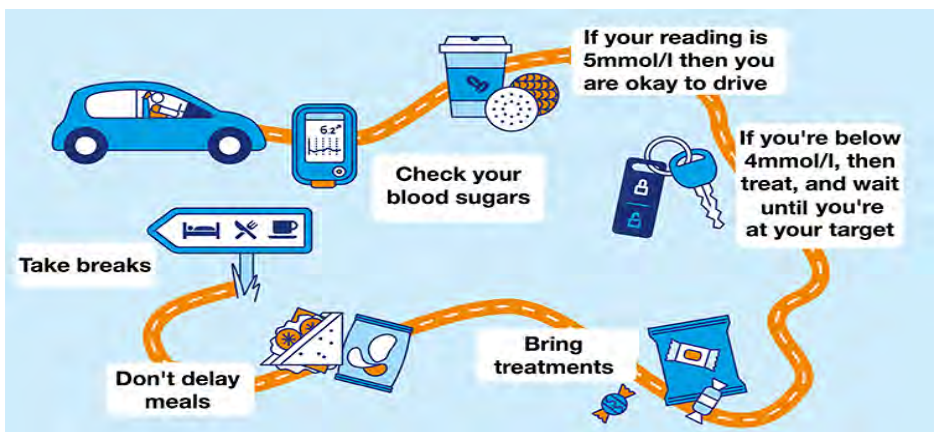 6.2
Check your
blood sugars
If your reading is
5mmol/l then you
are okay to drive
If you're below
4mmol/l, then
treat, and wait
until you're
at your target
Bring
treatments
Don't delay
meals
Take breaks